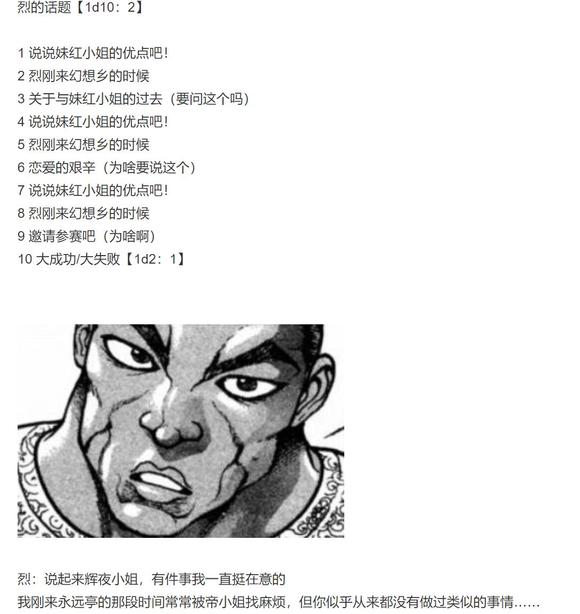 烈的话题【1d10：2】
1 说说妹红小姐的优点吧！
2 烈刚来幻想乡的时候
3 关于与妹红小姐的过去（要问这个吗）
4 说说妹红小姐的优点吧！
5 烈刚来幻想乡的时候
6 恋爱的艰辛（为啥要说这个）
7 说说妹红小姐的优点吧！
8 烈刚来幻想乡的时候
9 邀请参赛吧（为啥啊）
10 大成功/大失败【1d2：1】
烈：说起来辉夜小姐，有件事我一直挺在意的
我刚来永远亭的那段时间常常被帝小姐找麻烦，但你似乎从来都没有做过类似的事情……